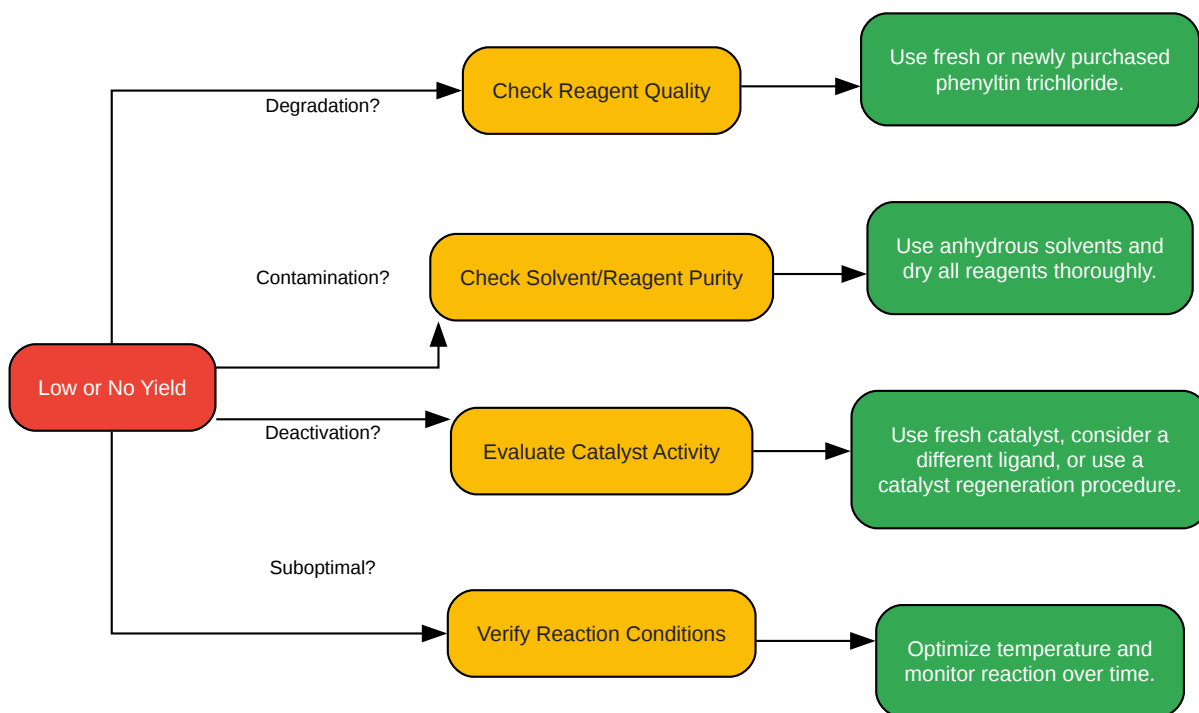 Use fresh or newly purchased
phenyltin trichloride.
Check Reagent Quality
Degradation?
Use anhydrous solvents and
dry all reagents thoroughly.
Contamination?
Check Solvent/Reagent Purity
Low or No Yield
Deactivation?
Evaluate Catalyst Activity
Use fresh catalyst, consider a
different ligand, or use a
catalyst regeneration procedure.
Suboptimal?
Verify Reaction Conditions
Optimize temperature and
monitor reaction over time.